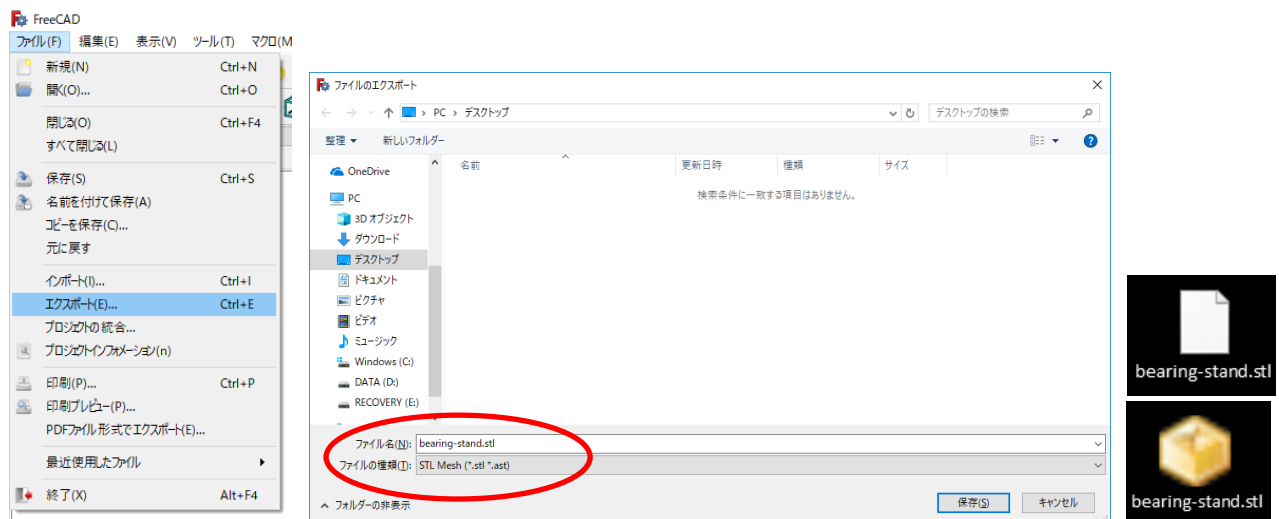 FreeCAD
ファイル(F) 編集(E) 表示(V) ツール(T) マクロ(M
新規(N) Ctrl+N
開く(O)... Ctrl+O
閉じる(O) Ctrl+F4
すべて閉じる(L)
保存(S) Ctrl+S
名前を付けて保存(A)
コピーを保存(C)...
元に戻す
インポート(I)... Ctrl+I
エクスポート(E)... Ctrl+E
プロジェクトの統合...
プロジェクトインフォメーション(n)
印刷(P)... Ctrl+P
印刷プレビュー(P)...
PDFファイル形式でエクスポート(E)...
最近使用したファイル
終了(X) Alt+F4
ファイルのエクスポート
PC › デスクトップ
デスクトップの検索
整理 新しいフォルダー
名前 更新日時 種類 サイズ
検索条件に一致する項目はありません。
OneDrive
PC
3D オブジェクト
ダウンロード
デスクトップ
ドキュメント
ピクチャ
ビデオ
ミュージック
Windows (C:)
DATA (D:)
RECOVERY (E:)
ファイル名(N): bearing-stand.stl
ファイルの種類(T): STL Mesh (*.stl *.ast)
フォルダーの非表示
保存(S) キャンセル
bearing-stand.stl
bearing-stand.stl